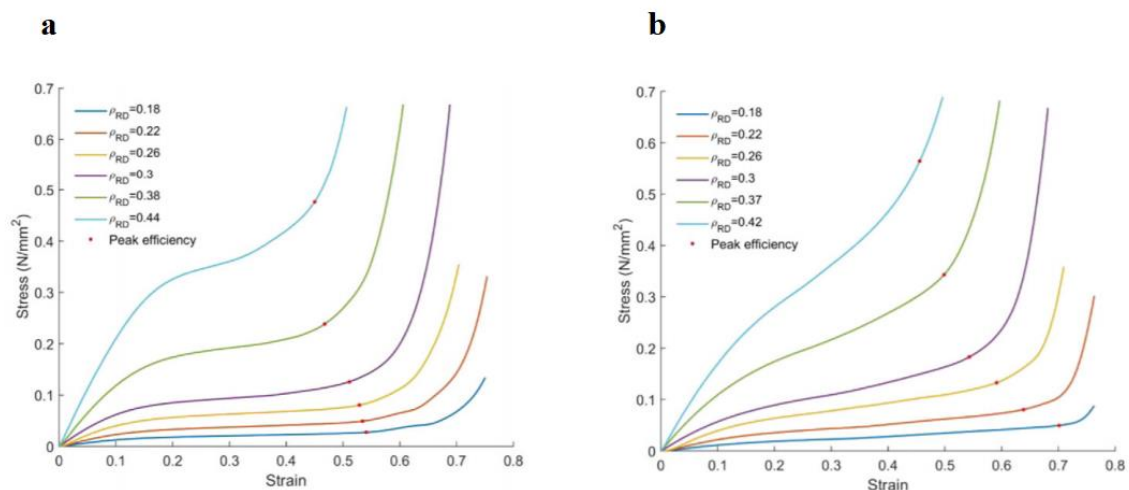 a
b
0.7
0.6
0.5
0.4
0.3
0.2
0.1
0
Stress (N/mm²)
ρRD=0.18
ρRD=0.22
ρRD=0.26
ρRD=0.3
ρRD=0.38
ρRD=0.44
Peak efficiency
0 0.1 0.2 0.3 0.4 0.5 0.6 0.7 0.8
Strain
0.7
0.6
0.5
0.4
0.3
0.2
0.1
0
Stress (N/mm²)
ρRD=0.18
ρRD=0.22
ρRD=0.26
ρRD=0.3
ρRD=0.37
ρRD=0.42
Peak efficiency
0 0.1 0.2 0.3 0.4 0.5 0.6 0.7 0.8
Strain